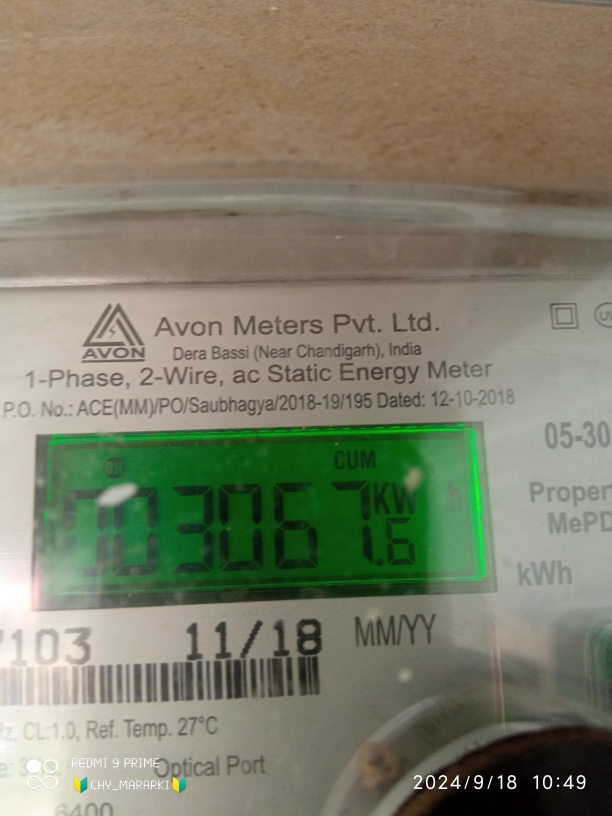 Avon Meters Pvt. Ltd.
AVON
Dera Bassi (Near Chandigarh), India
1-Phase, 2-Wire, ac Static Energy Meter
P.O. No.: ACE(MM)/PO/Saubhagya/2018-19/195 Dated: 12-10-2018
05-30
CUM
003067.6
KW h
MePD
kWh
103 11/18 MM/YY
CL:1.0, Ref. Temp. 27°C
Optical Port
6400
REDMI 9 PRIME
CHY_MARARKI
2024/9/18 10:49